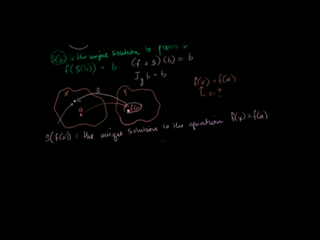 S(b) is the unique solution to f(x) = 
f(S(b)) = b
(f ∘ S)(b) = b
I_Y b = b
f(x) = f(a)
x = ?
X
S
Y
a
f(a)
S(f(a)) = the unique solution to the equation f(x) = f(a)